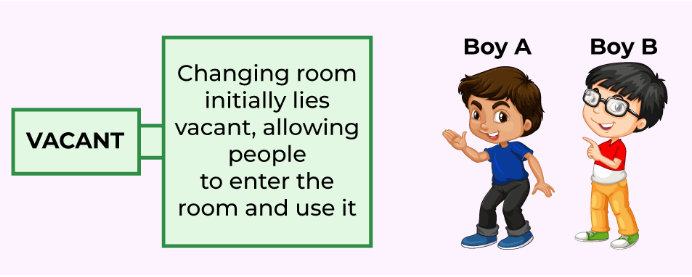 VACANT
Changing room
initially lies
vacant, allowing
people
to enter the
room and use it
Boy A
Boy B